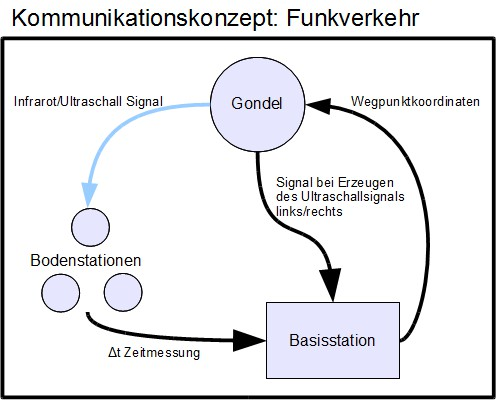 Kommunikationskonzept: Funkverkehr
Infrarot/Ultraschall Signal
Gondel
Wegpunktkoordinaten
Signal bei Erzeugen
des Ultraschallsignals
links/rechts
Bodenstationen
Basisstation
Δt Zeitmessung